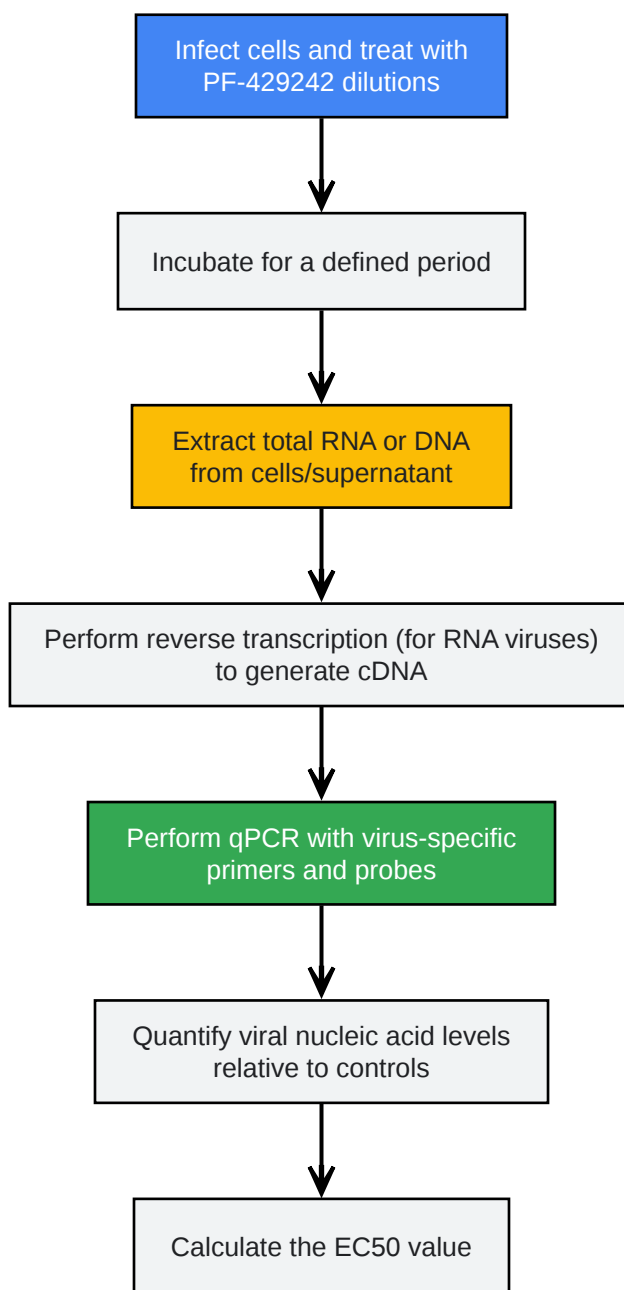 Infect cells and treat with
PF-429242 dilutions
Incubate for a defined period
Extract total RNA or DNA
from cells/supernatant
Perform reverse transcription (for RNA viruses)
to generate cDNA
Perform qPCR with virus-specific
primers and probes
Quantify viral nucleic acid levels
relative to controls
Calculate the EC50 value